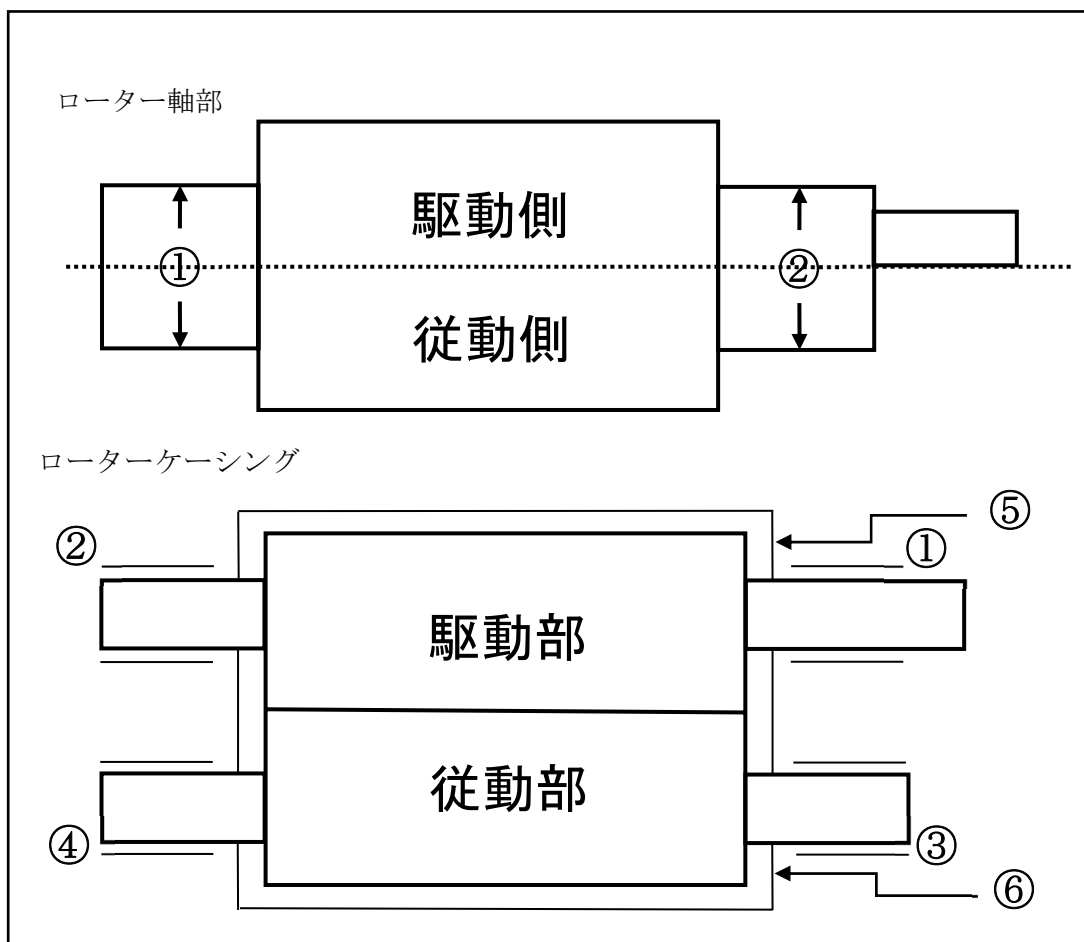 ローター軸部
駆動側
① ②
従動側
ローターケーシング
⑤
② ①
駆動部
従動部
④ ③
⑥